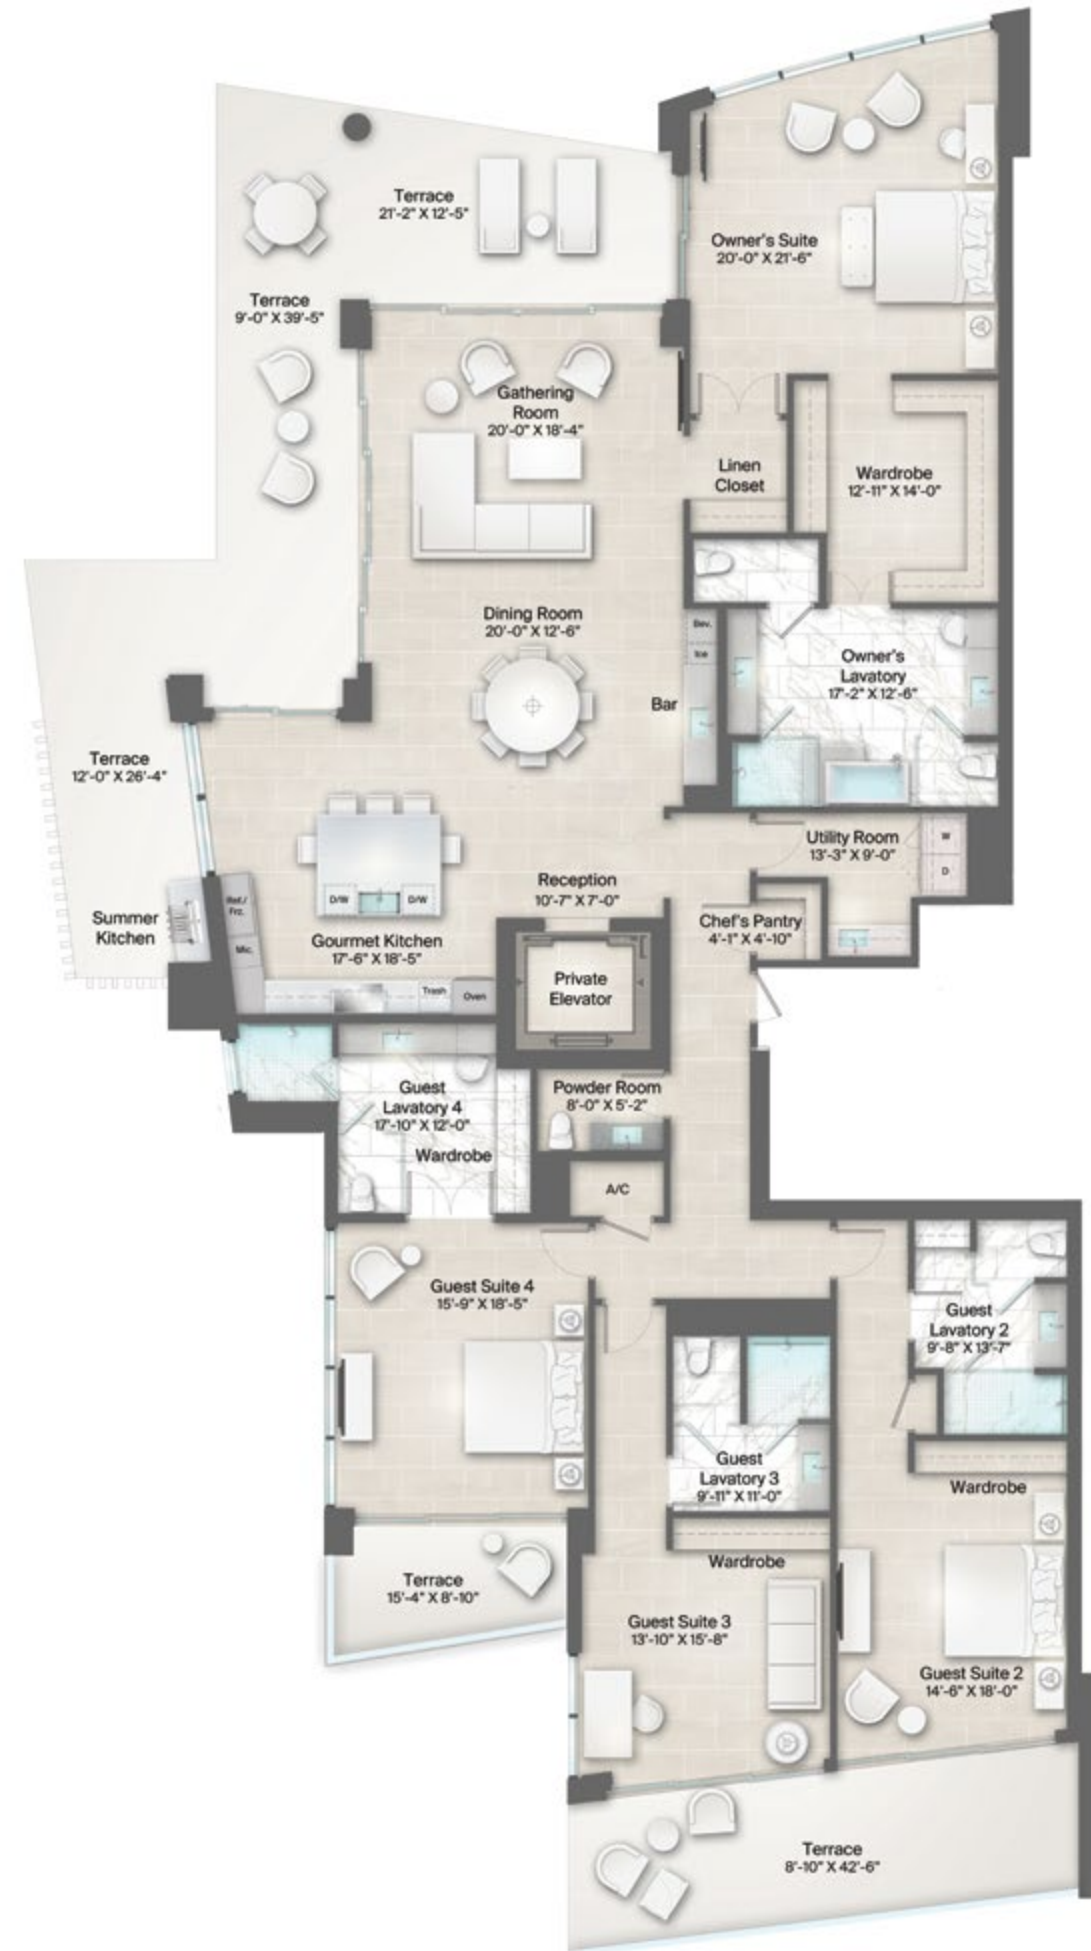 Terrace
21'-2" X 12'-5"
Owner's Suite
20'-0" X 21'-6"
Terrace
9'-0" X 39'-5"
Gathering
Room
20'-0" X 18'-4"
Linen
Closet
Wardrobe
12'-11" X 14'-0"
Dining Room
20'-0" X 12'-6"
Bev.
Ice
Owner's
Lavatory
17'-2" X 12'-6"
Bar
Terrace
12'-0" X 26'-4"
Utility Room
13'-3" X 9'-0"
W
D
Reception
10'-7" X 7'-0"
D/W
D/W
Ref./
Frz.
Summer
Kitchen
Chef's Pantry
4'-1" X 4'-10"
Gourmet Kitchen
17'-6" X 18'-5"
Mic.
Private
Elevator
Trash
Oven
Guest
Lavatory 4
17'-10" X 12'-0"
Wardrobe
Powder Room
8'-0" X 5'-2"
A/C
Guest Suite 4
15'-9" X 18'-5"
Guest
Lavatory 2
9'-8" X 13'-7"
Guest
Lavatory 3
9'-11" X 11'-0"
Wardrobe
Wardrobe
Terrace
15'-4" X 8'-10"
Guest Suite 3
13'-10" X 15'-8"
Guest Suite 2
14'-6" X 18'-0"
Terrace
8'-10" X 42'-6"